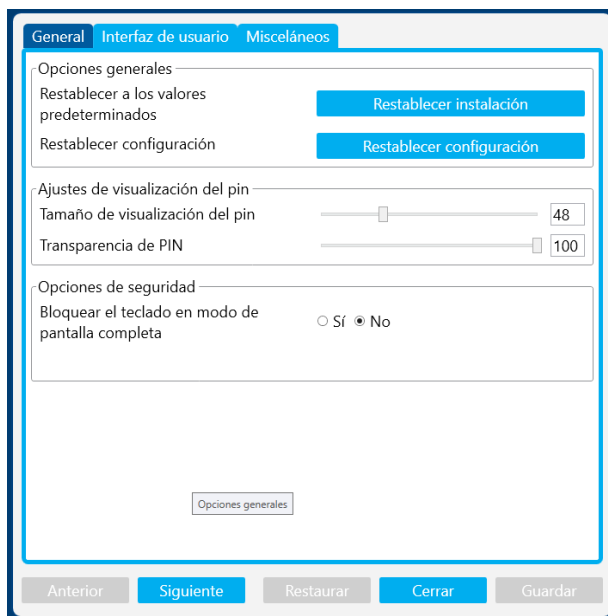 General Interfaz de usuario Misceláneos
Opciones generales
Restablecer a los valores
predeterminados
Restablecer instalación
Restablecer configuración
Restablecer configuración
Ajustes de visualización del pin
Tamaño de visualización del pin
48
Transparencia de PIN
100
Opciones de seguridad
Bloquear el teclado en modo de
pantalla completa
Sí No
Opciones generales
Anterior Siguiente Restaurar Cerrar Guardar